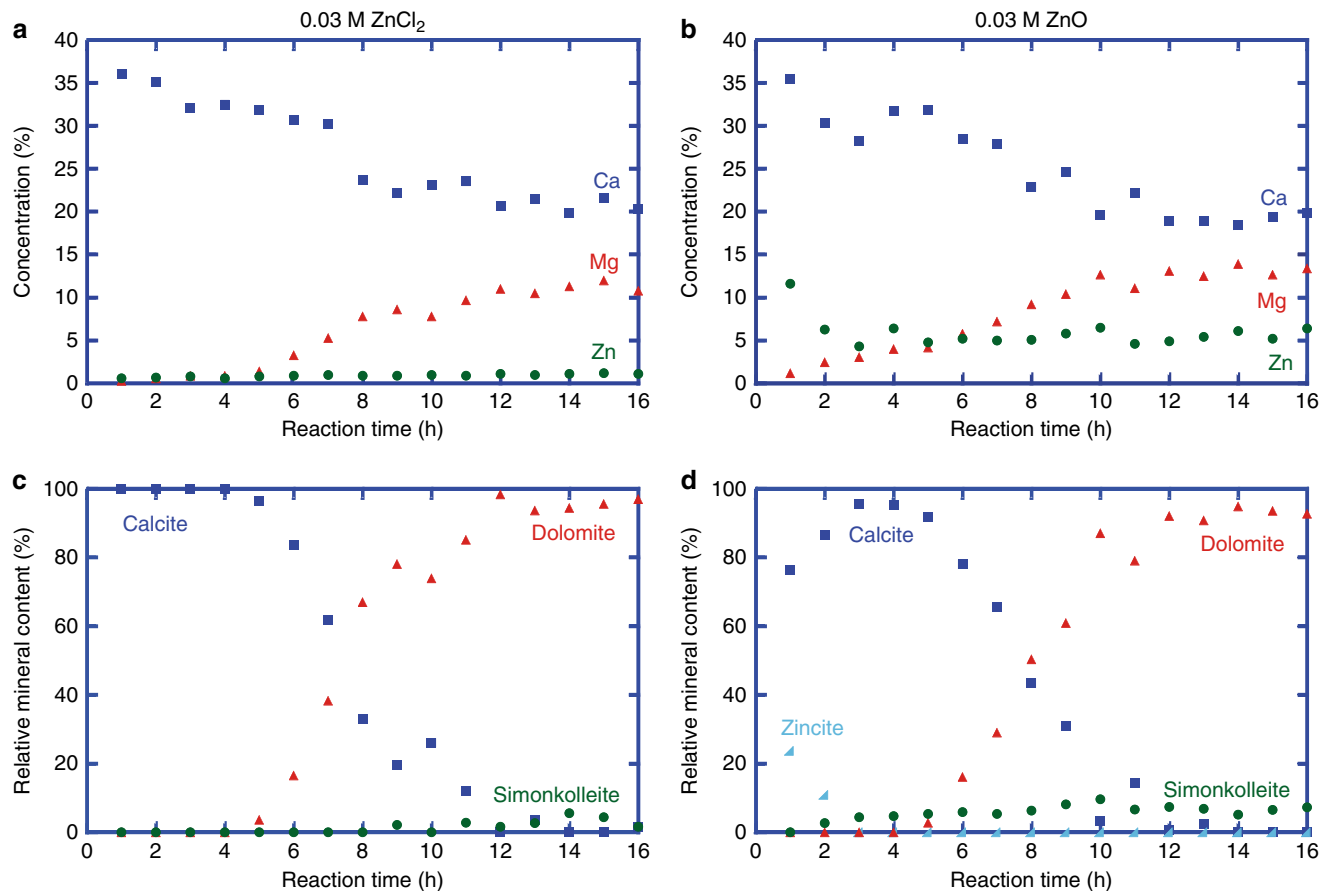 a
0.03 M ZnCl2
40
35
30
25
20
15
10
5
0
Concentration (%)
Ca
Mg
Zn
0 2 4 6 8 10 12 14 16
Reaction time (h)
b
0.03 M ZnO
40
35
30
25
20
15
10
5
0
Concentration (%)
Ca
Mg
Zn
0 2 4 6 8 10 12 14 16
Reaction time (h)
c
100
80
60
40
20
0
Relative mineral content (%)
Calcite
Dolomite
Simonkolleite
0 2 4 6 8 10 12 14 16
Reaction time (h)
d
100
80
60
40
20
0
Relative mineral content (%)
Calcite
Dolomite
Zincite
Simonkolleite
0 2 4 6 8 10 12 14 16
Reaction time (h)